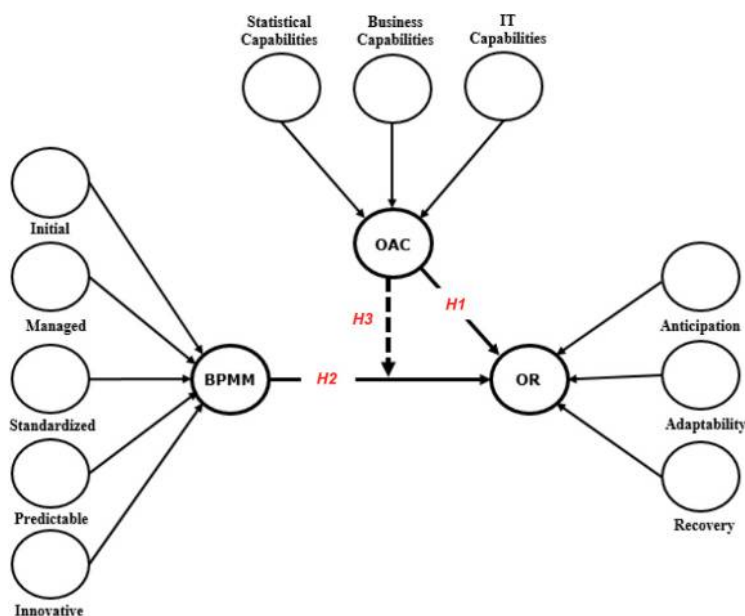 Statistical
Capabilities
Business
Capabilities
IT
Capabilities
Initial
OAC
Managed
H3
H1
Anticipation
BPMM
H2
OR
Standardized
Adaptability
Predictable
Recovery
Innovative